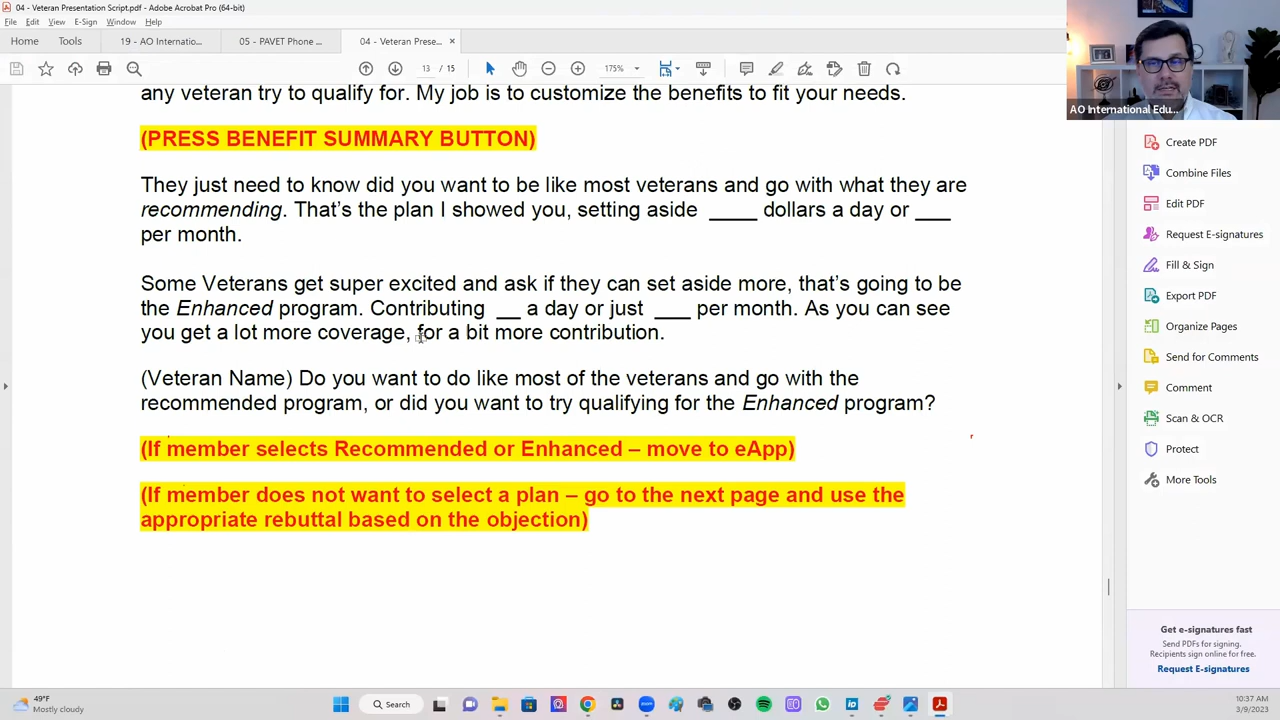 04 - Veteran Presentation Script.pdf - Adobe Acrobat Pro (64-bit)
File Edit View E-Sign Window Help
Home Tools 19 - AO Internatio... 05 - PAVET Phone ... 04 - Veteran Prese... ×
13 / 15 175%
AO International Edu...
any veteran try to qualify for. My job is to customize the benefits to fit your needs.
(PRESS BENEFIT SUMMARY BUTTON)
They just need to know did you want to be like most veterans and go with what they are
recommending. That’s the plan I showed you, setting aside ____ dollars a day or ___
per month.
Some Veterans get super excited and ask if they can set aside more, that’s going to be
the Enhanced program. Contributing __ a day or just ___ per month. As you can see
you get a lot more coverage, for a bit more contribution.
(Veteran Name) Do you want to do like most of the veterans and go with the
recommended program, or did you want to try qualifying for the Enhanced program?
(If member selects Recommended or Enhanced – move to eApp)
(If member does not want to select a plan – go to the next page and use the
appropriate rebuttal based on the objection)
Create PDF
Combine Files
Edit PDF
Request E-signatures
Fill & Sign
Export PDF
Organize Pages
Send for Comments
Comment
Scan & OCR
Protect
More Tools
Get e-signatures fast
Send PDFs for signing.
Recipients sign online for free.
Request E-signatures
49°F
Mostly cloudy
Search
10:37 AM
3/9/2023